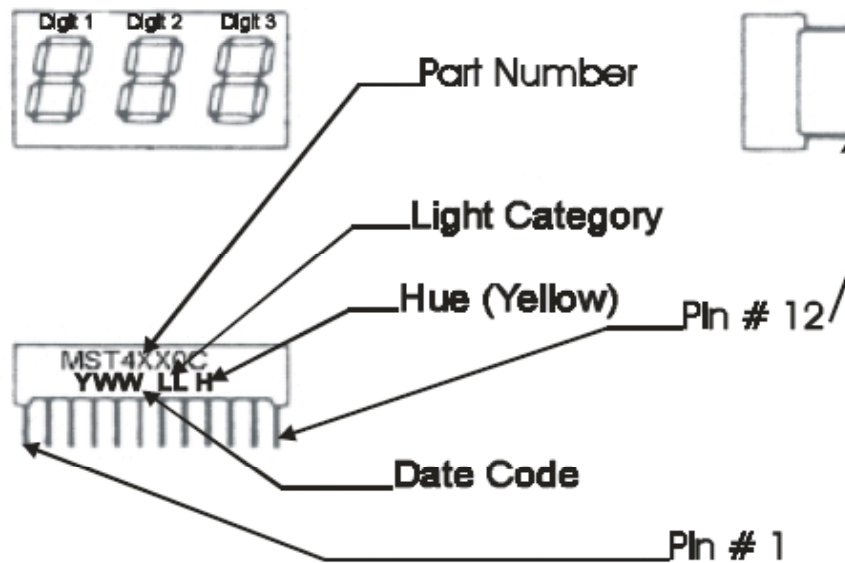 Digit 1 Digit 2 Digit 3
Part Number
Light Category
Hue (Yellow)
Pin # 12
MST4XX0C
YWW LL H
Date Code
Pin # 1